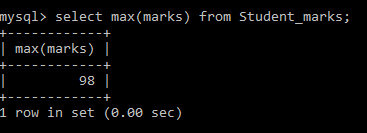 mysql> select max(marks) from Student_marks;
+------------+
| max(marks) |
+------------+
|         98 |
+------------+
1 row in set (0.00 sec)